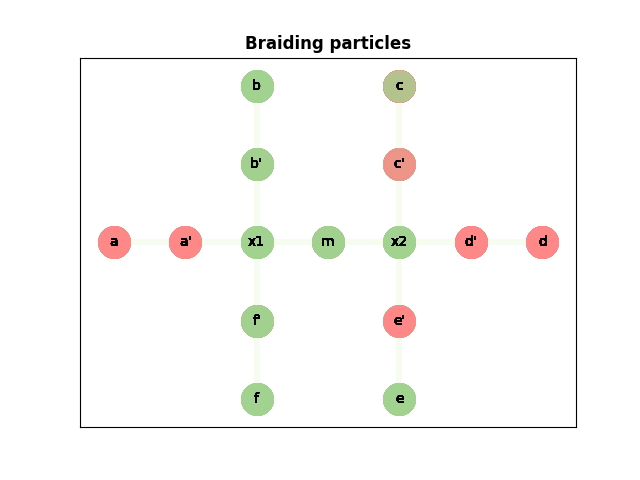 Braiding particles
b c
b' c'
a a' x1 m x2 d' d
f' e'
f e